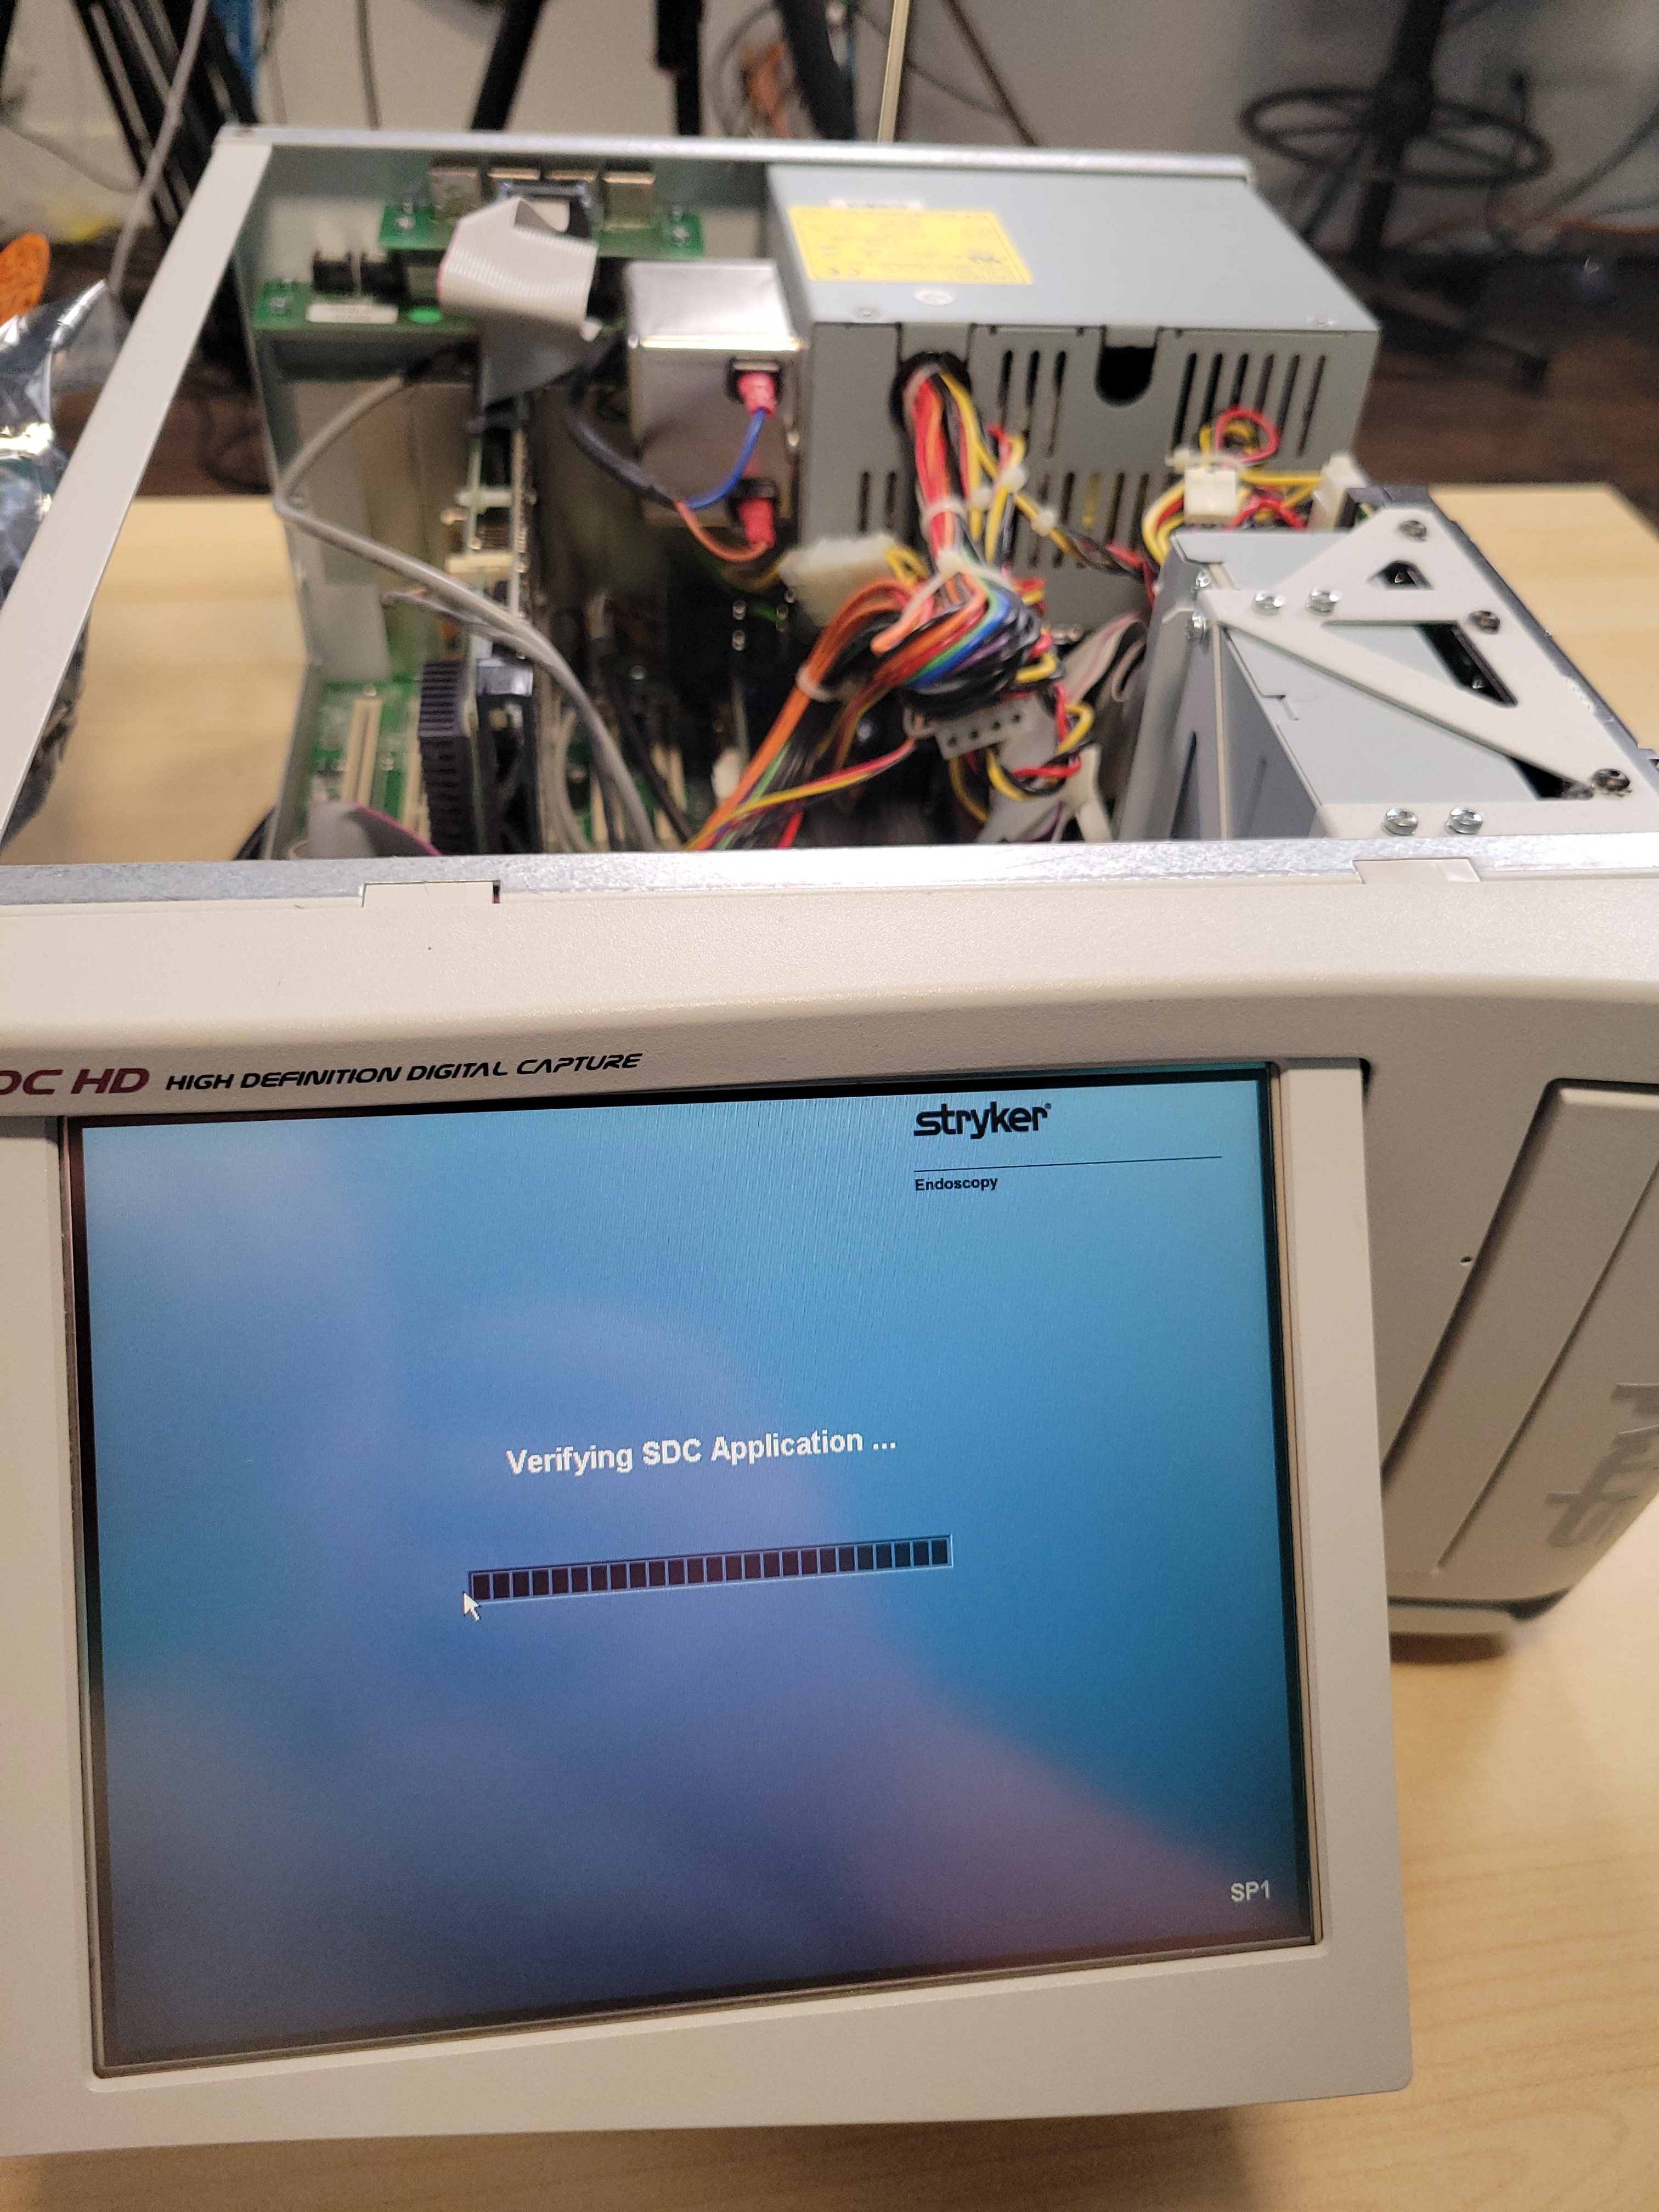 DC HD HIGH DEFINITION DIGITAL CAPTURE
stryker®
Endoscopy
Verifying SDC Application ...
SP1